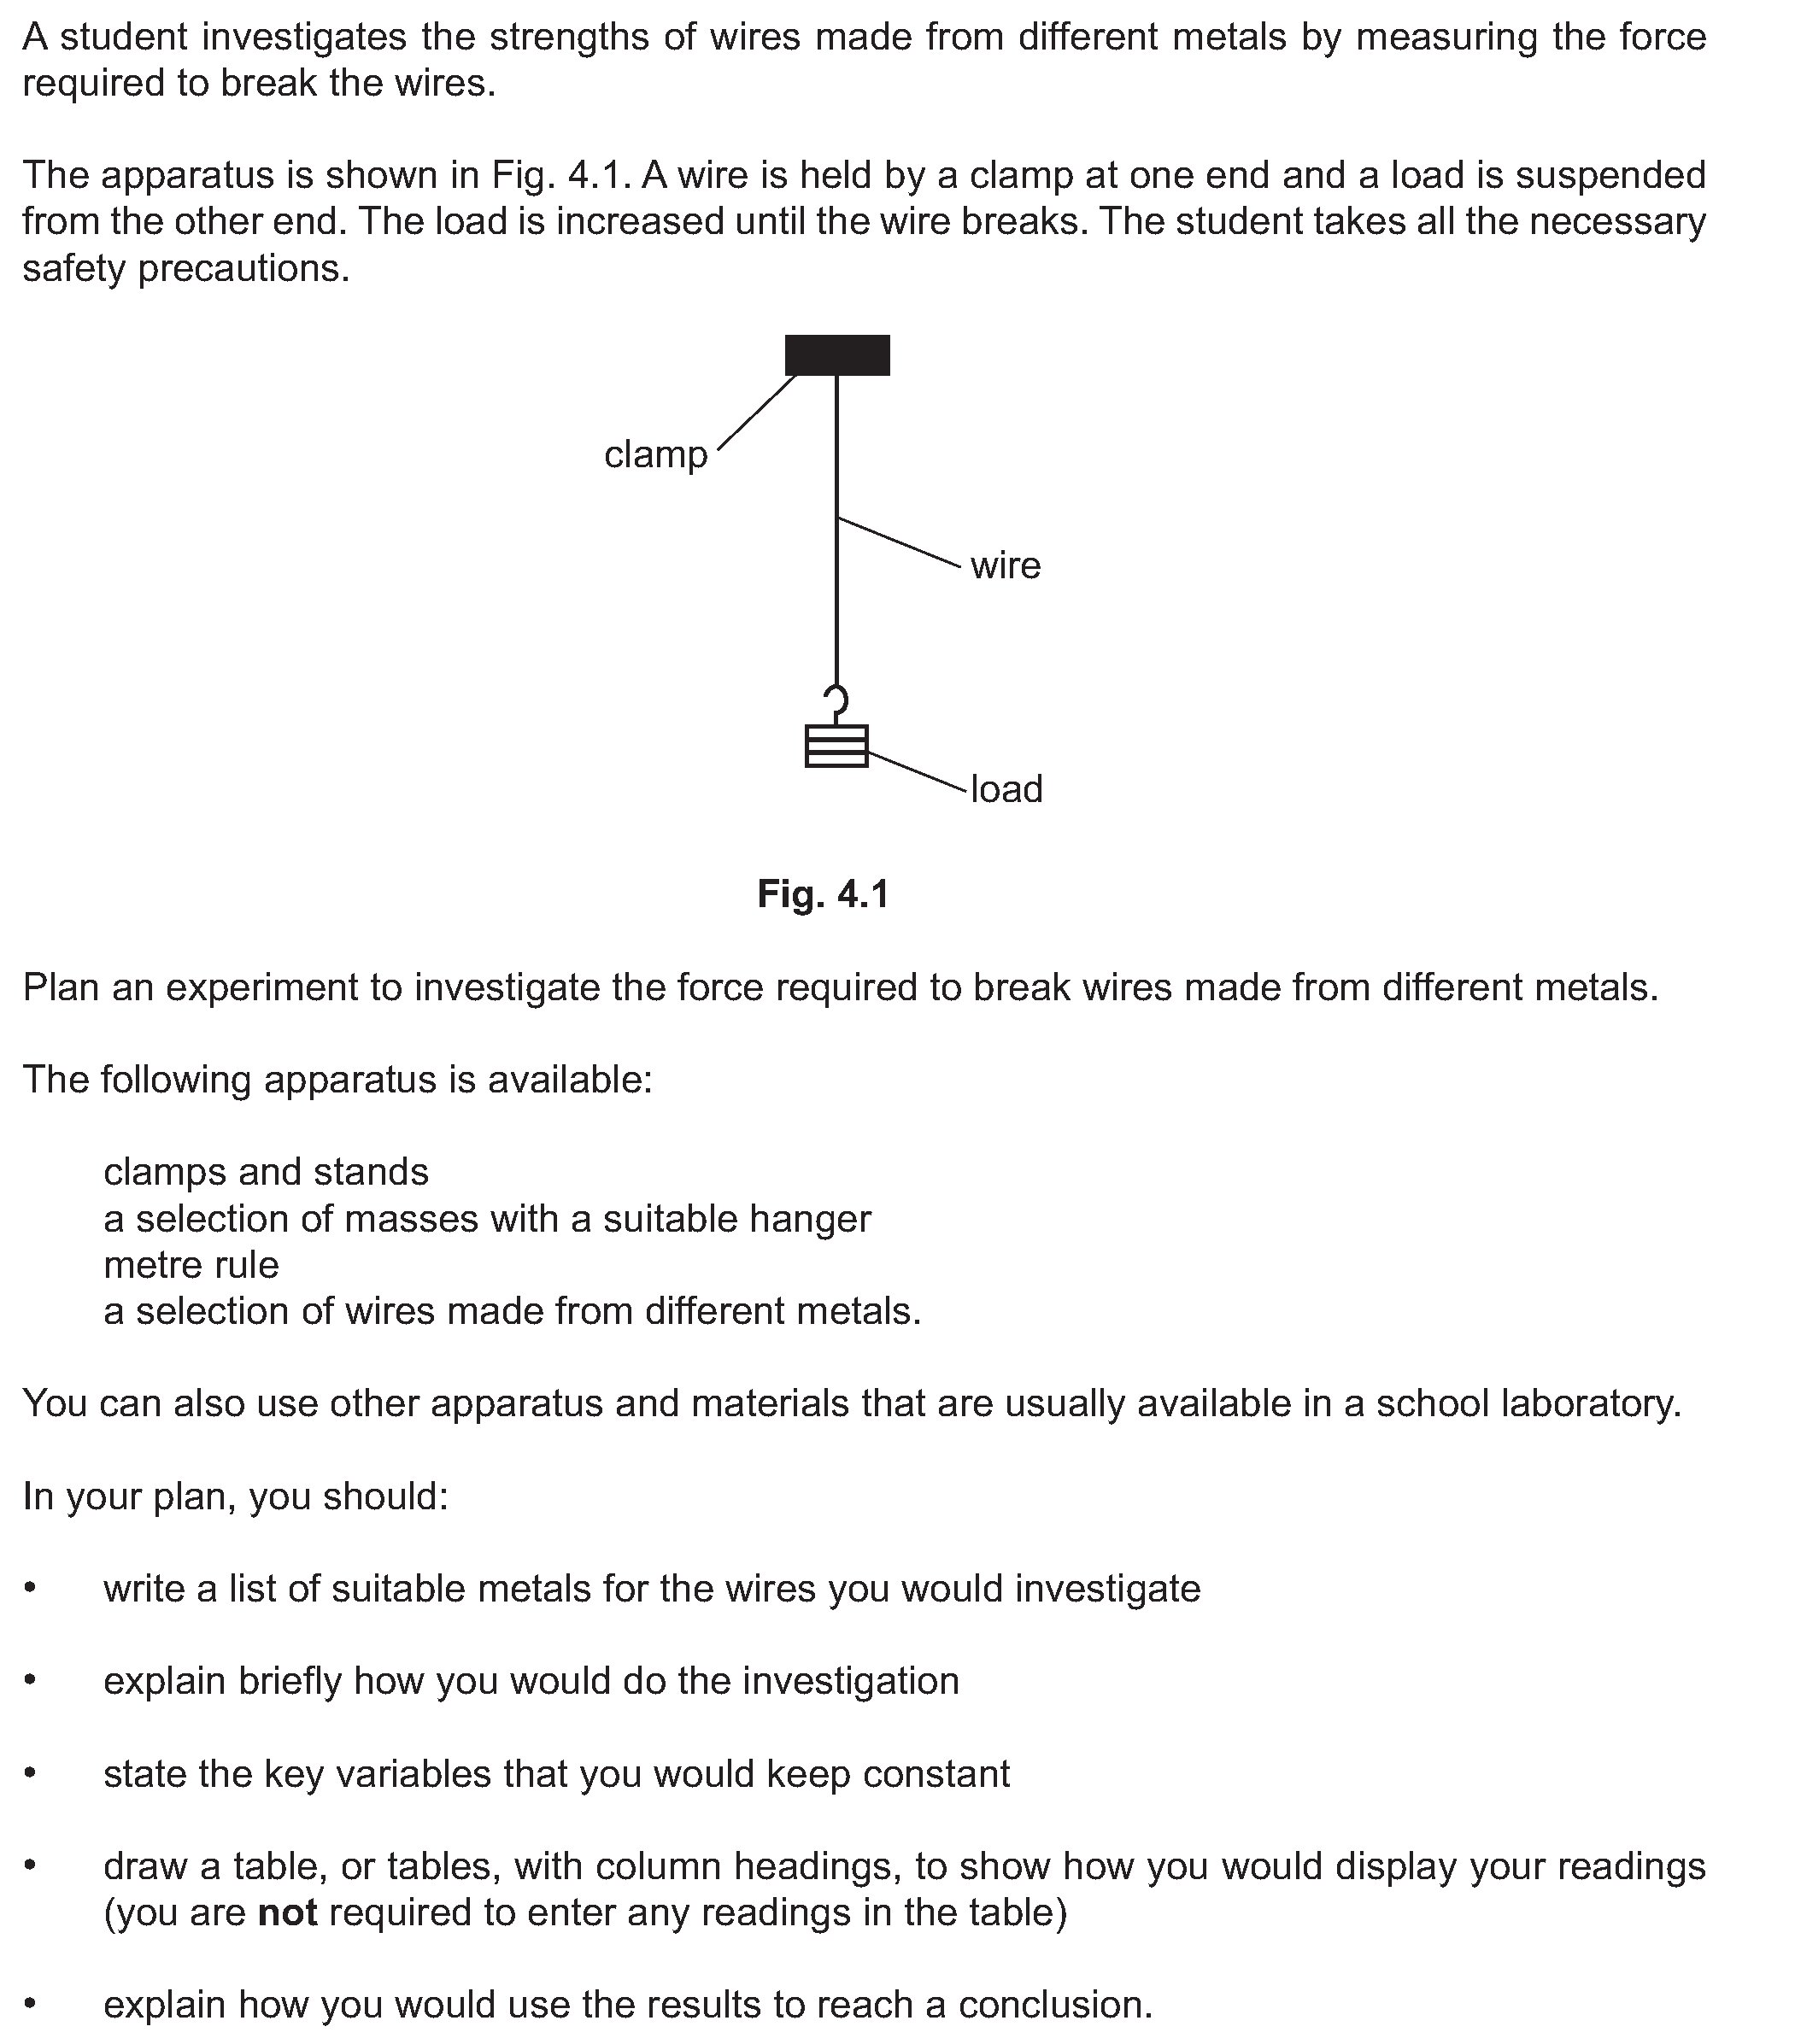 A student investigates the strengths of wires made from different metals by measuring the force
required to break the wires.
The apparatus is shown in Fig. 4.1. A wire is held by a clamp at one end and a load is suspended
from the other end. The load is increased until the wire breaks. The student takes all the necessary
safety precautions.
clamp
wire
load
Fig. 4.1
Plan an experiment to investigate the force required to break wires made from different metals.
The following apparatus is available:
clamps and stands
a selection of masses with a suitable hanger
metre rule
a selection of wires made from different metals.
You can also use other apparatus and materials that are usually available in a school laboratory.
In your plan, you should:
• write a list of suitable metals for the wires you would investigate
• explain briefly how you would do the investigation
• state the key variables that you would keep constant
• draw a table, or tables, with column headings, to show how you would display your readings
(you are not required to enter any readings in the table)
• explain how you would use the results to reach a conclusion.